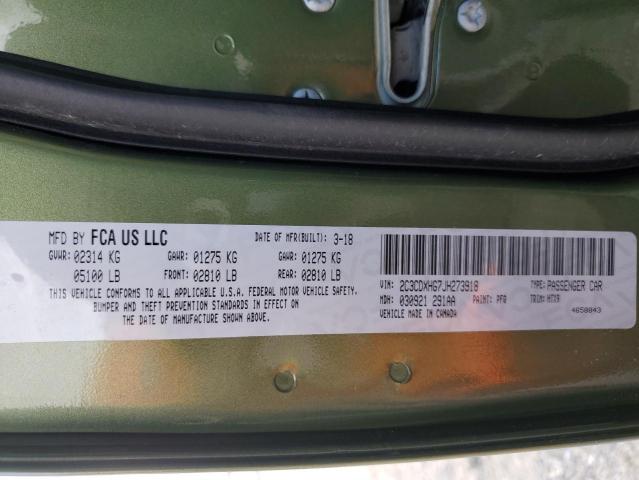 MFD BY FCA US LLC
DATE OF MFR(BUILT): 3-18
GVWR: 02314 KG GAWR: 01275 KG GAWR: 01275 KG
05100 LB FRONT: 02810 LB REAR: 02810 LB
THIS VEHICLE CONFORMS TO ALL APPLICABLE U.S.A. FEDERAL MOTOR VEHICLE SAFETY,
BUMPER AND THEFT PREVENTION STANDARDS IN EFFECT ON
THE DATE OF MANUFACTURE SHOWN ABOVE.
VIN: 2C3CDXHG7JH273918 TYPE: PASSENGER CAR
MDH: 030921 291AA PAINT: PFQ TRIM: HTX9
VEHICLE MADE IN CANADA 4658843